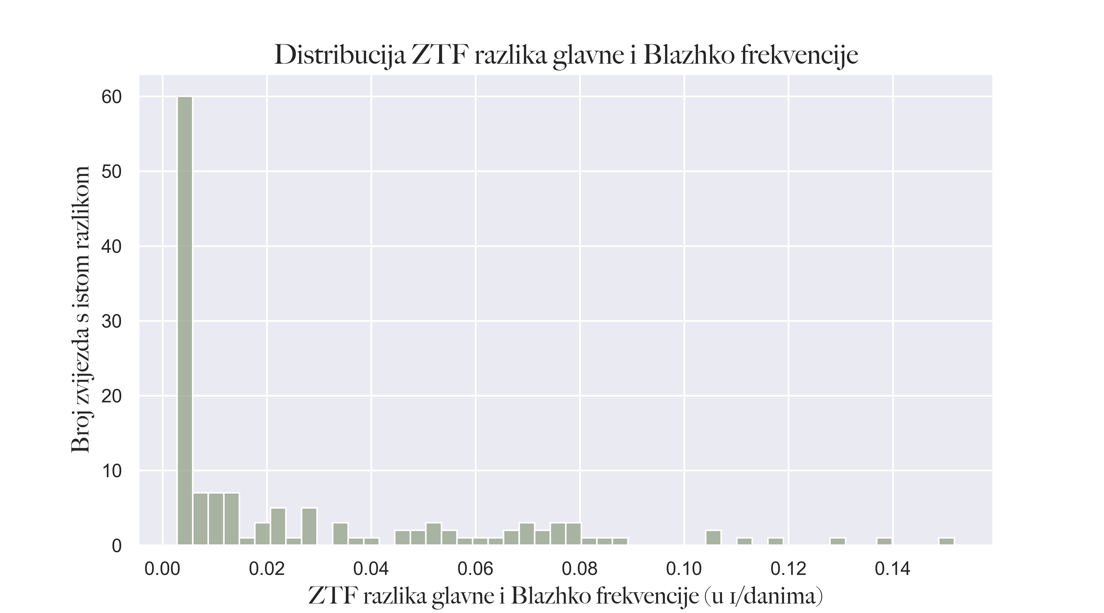 Distribucija ZTF razlika glavne i Blazhko frekvencije
Broj zvijezda s istom razlikom
60
50
40
30
20
10
0
0.00 0.02 0.04 0.06 0.08 0.10 0.12 0.14
ZTF razlika glavne i Blazhko frekvencije (u 1/danima)